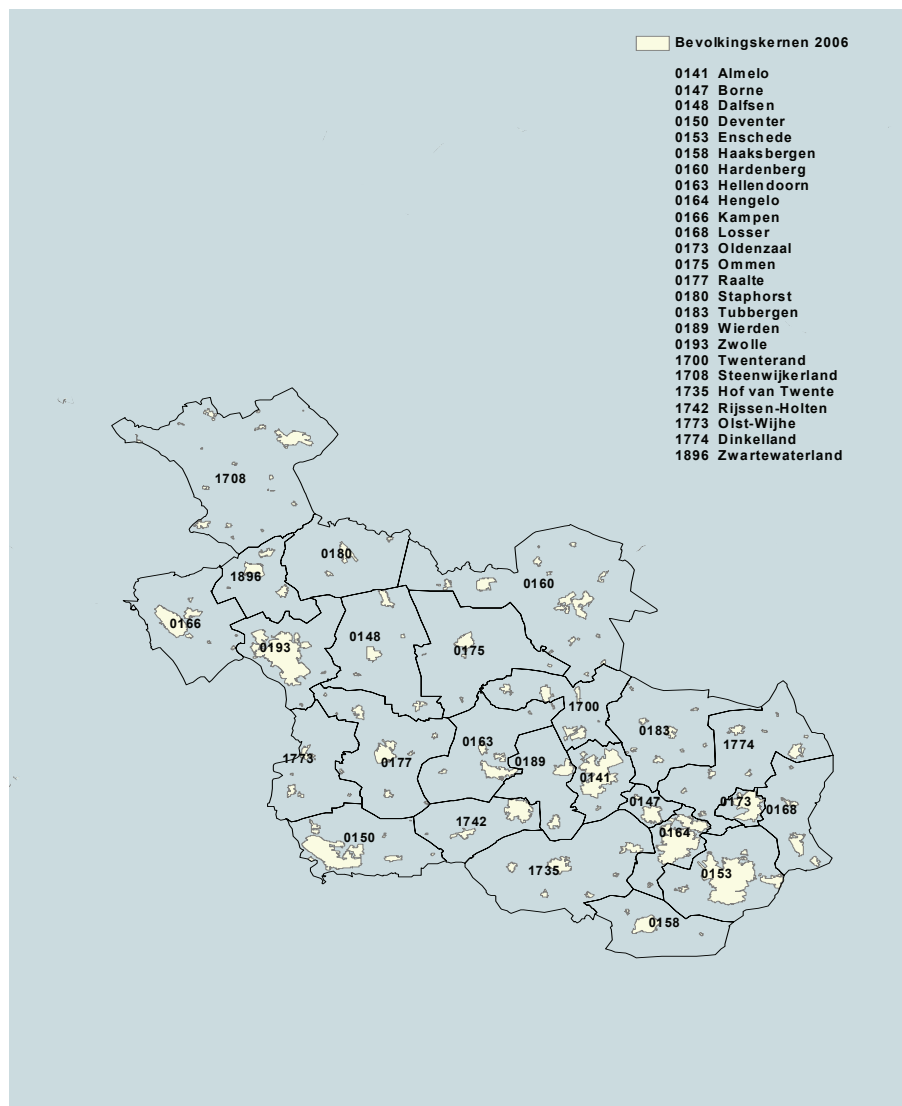 Bevolkingskernen 2006
0141 Almelo
0147 Borne
0148 Dalfsen
0150 Deventer
0153 Enschede
0158 Haaksbergen
0160 Hardenberg
0163 Hellendoorn
0164 Hengelo
0166 Kampen
0168 Losser
0173 Oldenzaal
0175 Ommen
0177 Raalte
0180 Staphorst
0183 Tubbergen
0189 Wierden
0193 Zwolle
1700 Twenterand
1708 Steenwijkerland
1735 Hof van Twente
1742 Rijssen-Holten
1773 Olst-Wijhe
1774 Dinkelland
1896 Zwartewaterland
1708
0180
1896
0160
0166
0148
0193
0175
1700
0183
1774
0163
1773
0177
0189
0141
0147
0173
0168
1742
0164
0150
1735
0153
0158